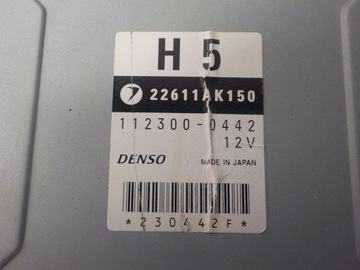 H 5
22611AK150
112300-0442
12V
DENSO MADE IN JAPAN
*230442F*